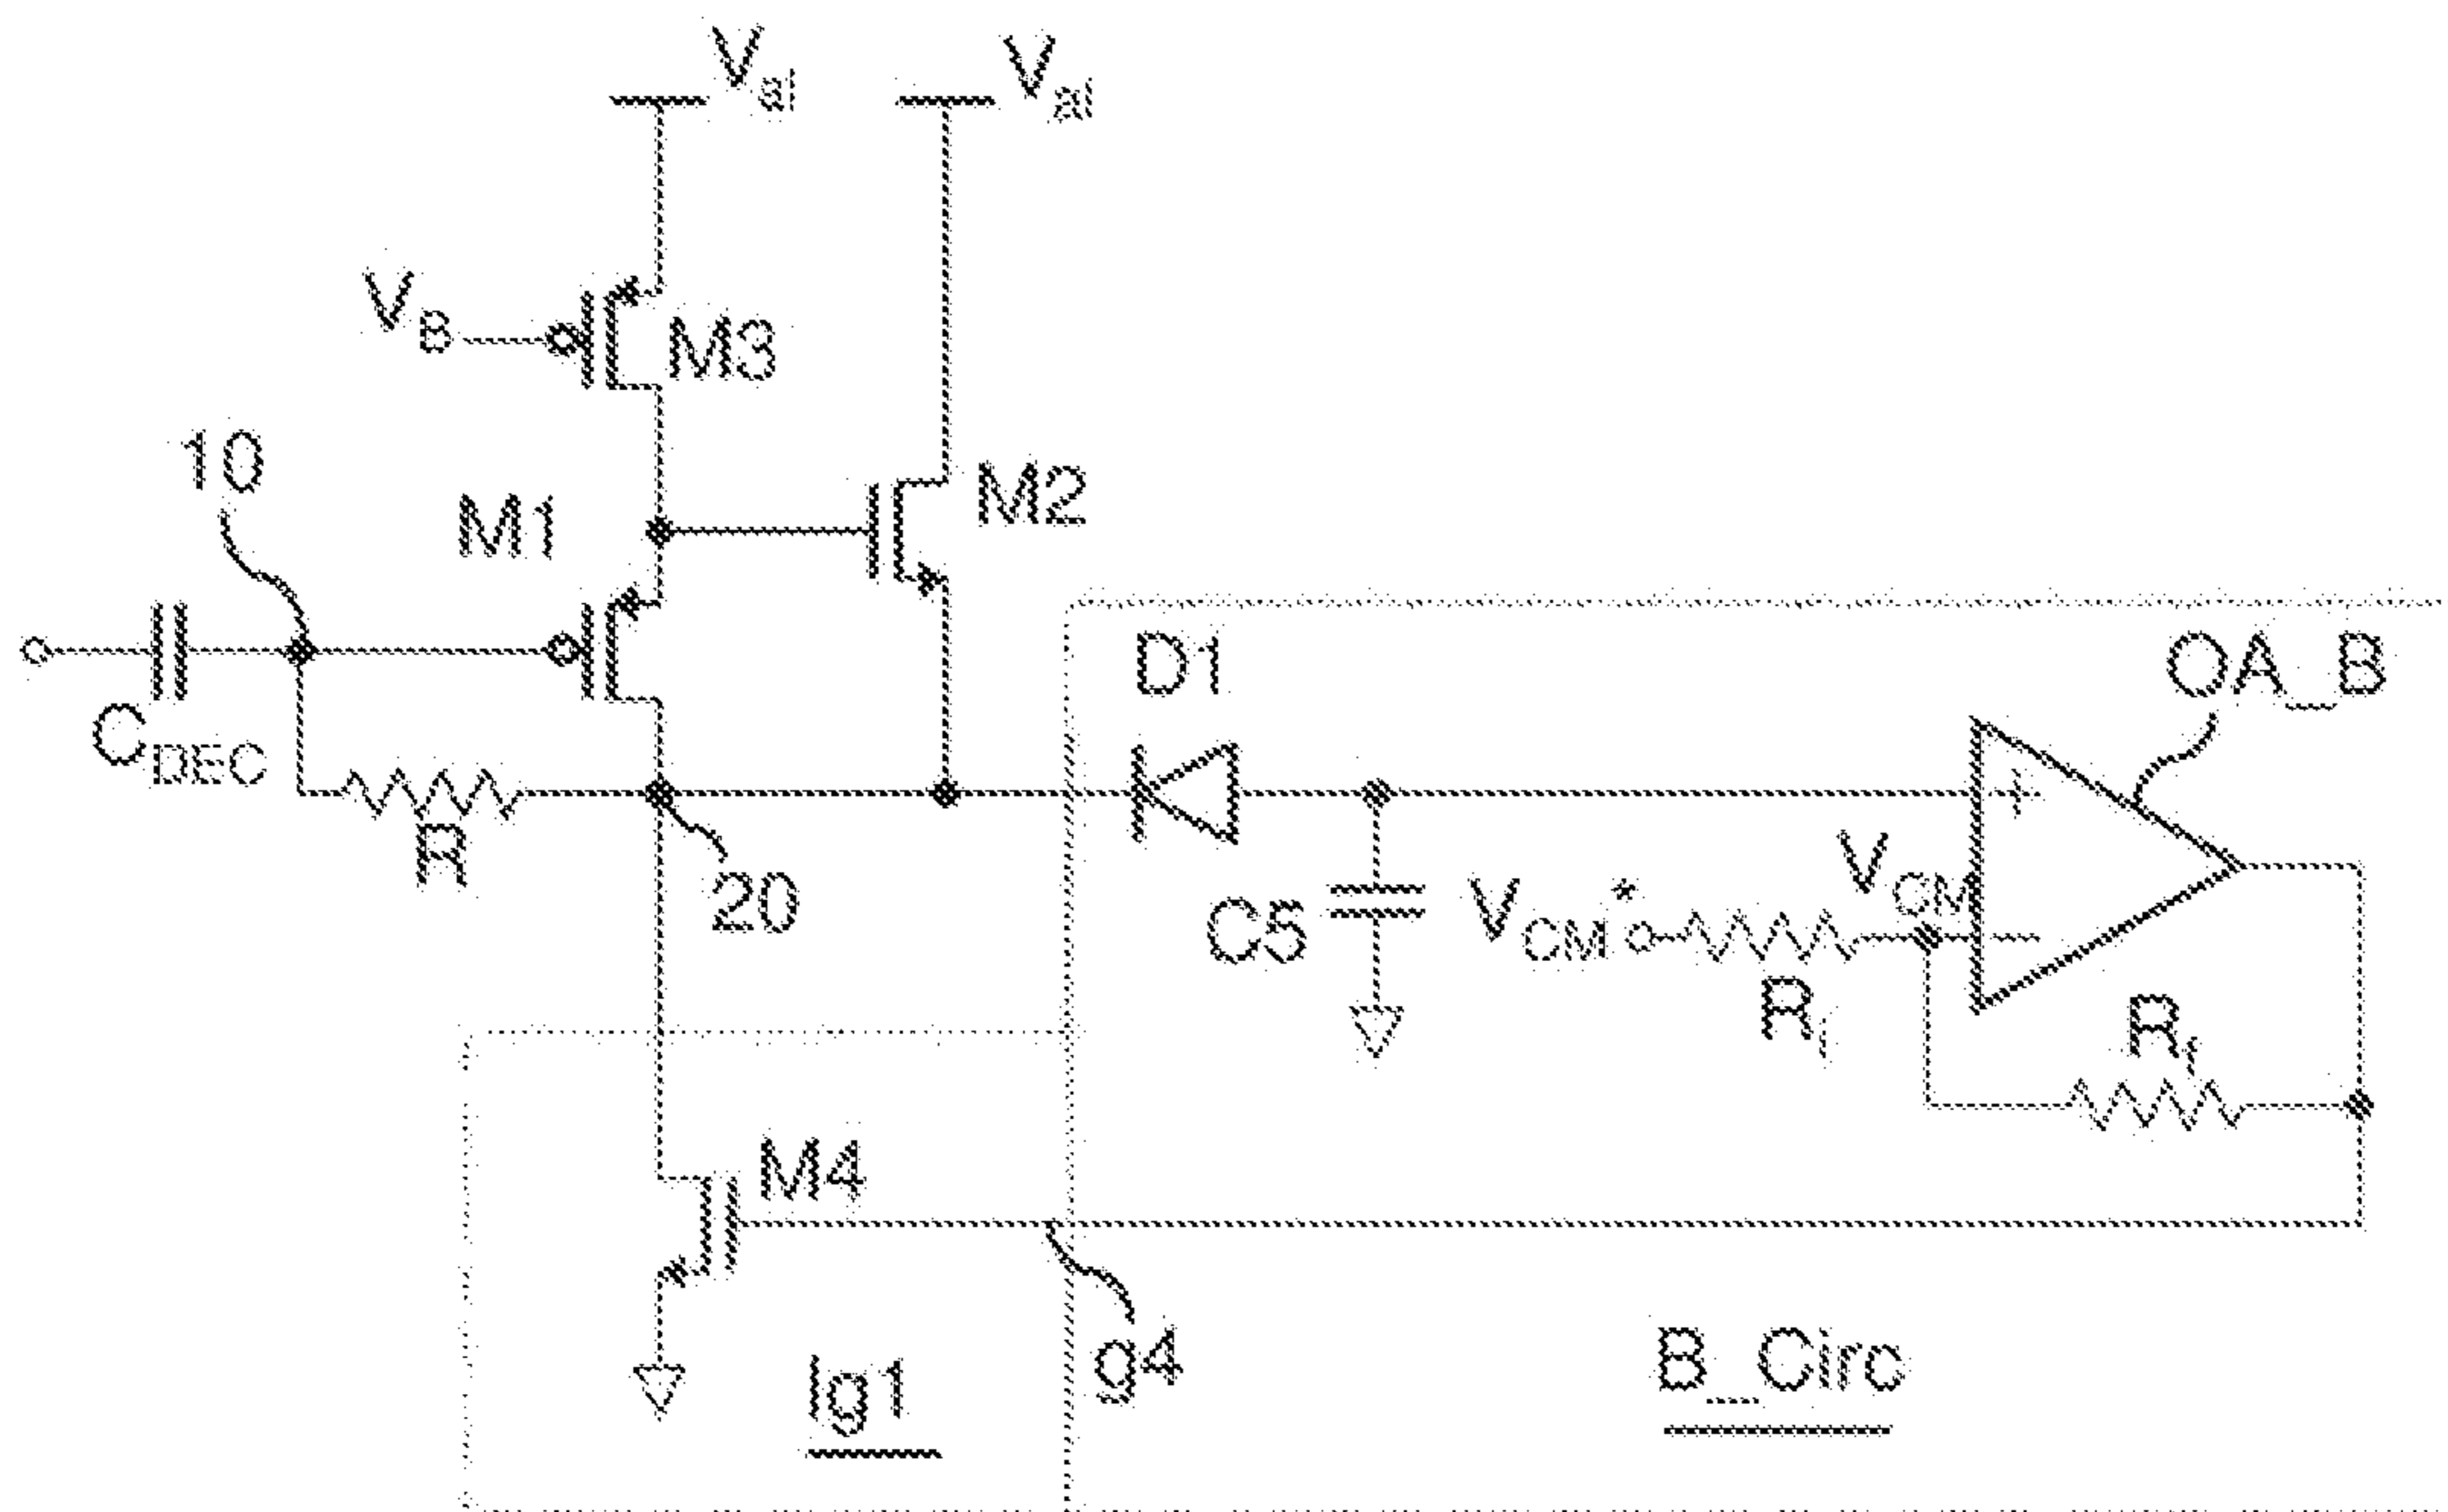 Val
Val
VB
M3
10
M1
M2
D1
OA_B
CDEC
R
20
C5
VCM*
VCM
Ri
Rf
M4
Ig1
g4
B_Circ